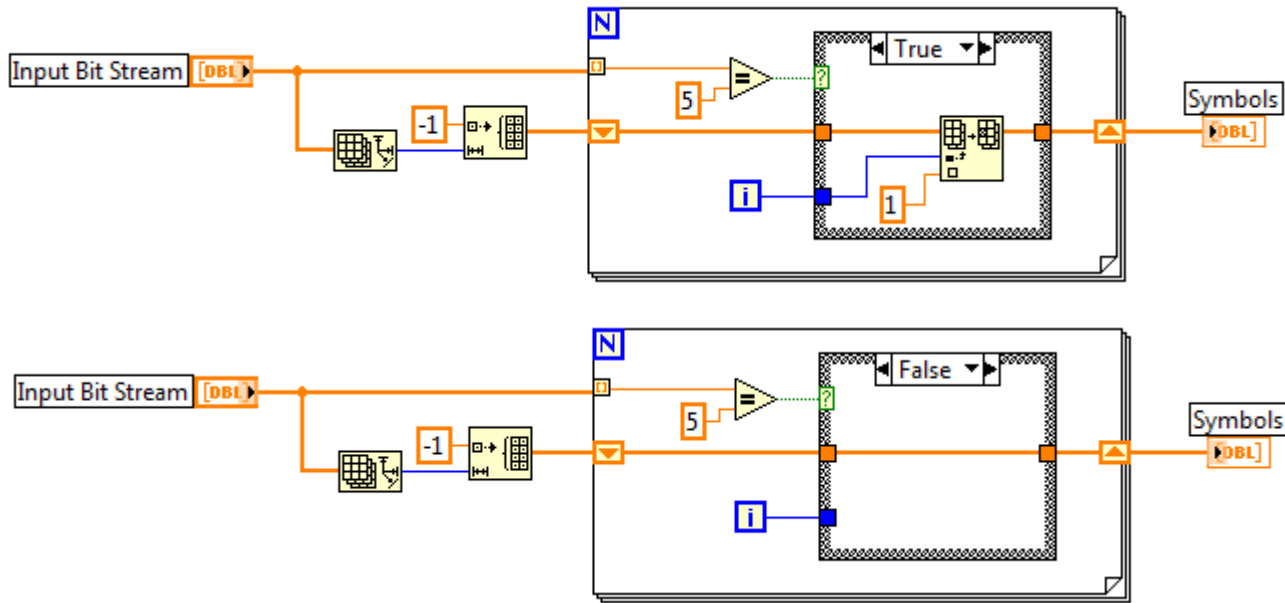 N
True
Input Bit Stream
[DBL]
=
?
5
-1
Symbols
[DBL]
i
1
N
False
Input Bit Stream
[DBL]
=
?
5
-1
Symbols
[DBL]
i